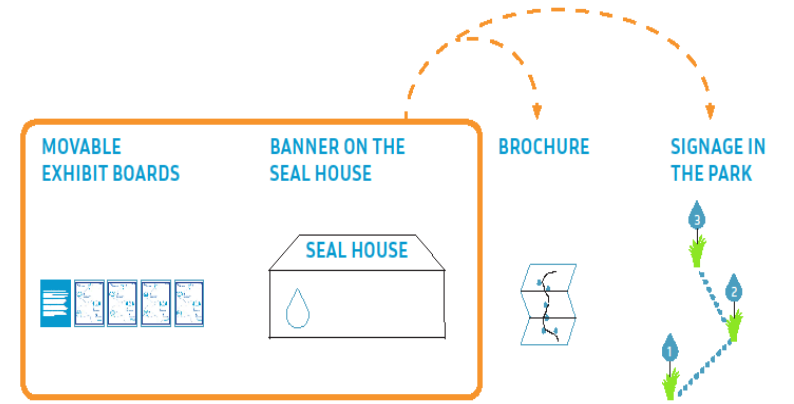 MOVABLE
EXHIBIT BOARDS
BANNER ON THE
SEAL HOUSE
BROCHURE
SIGNAGE IN
THE PARK
SEAL HOUSE
3
2
1